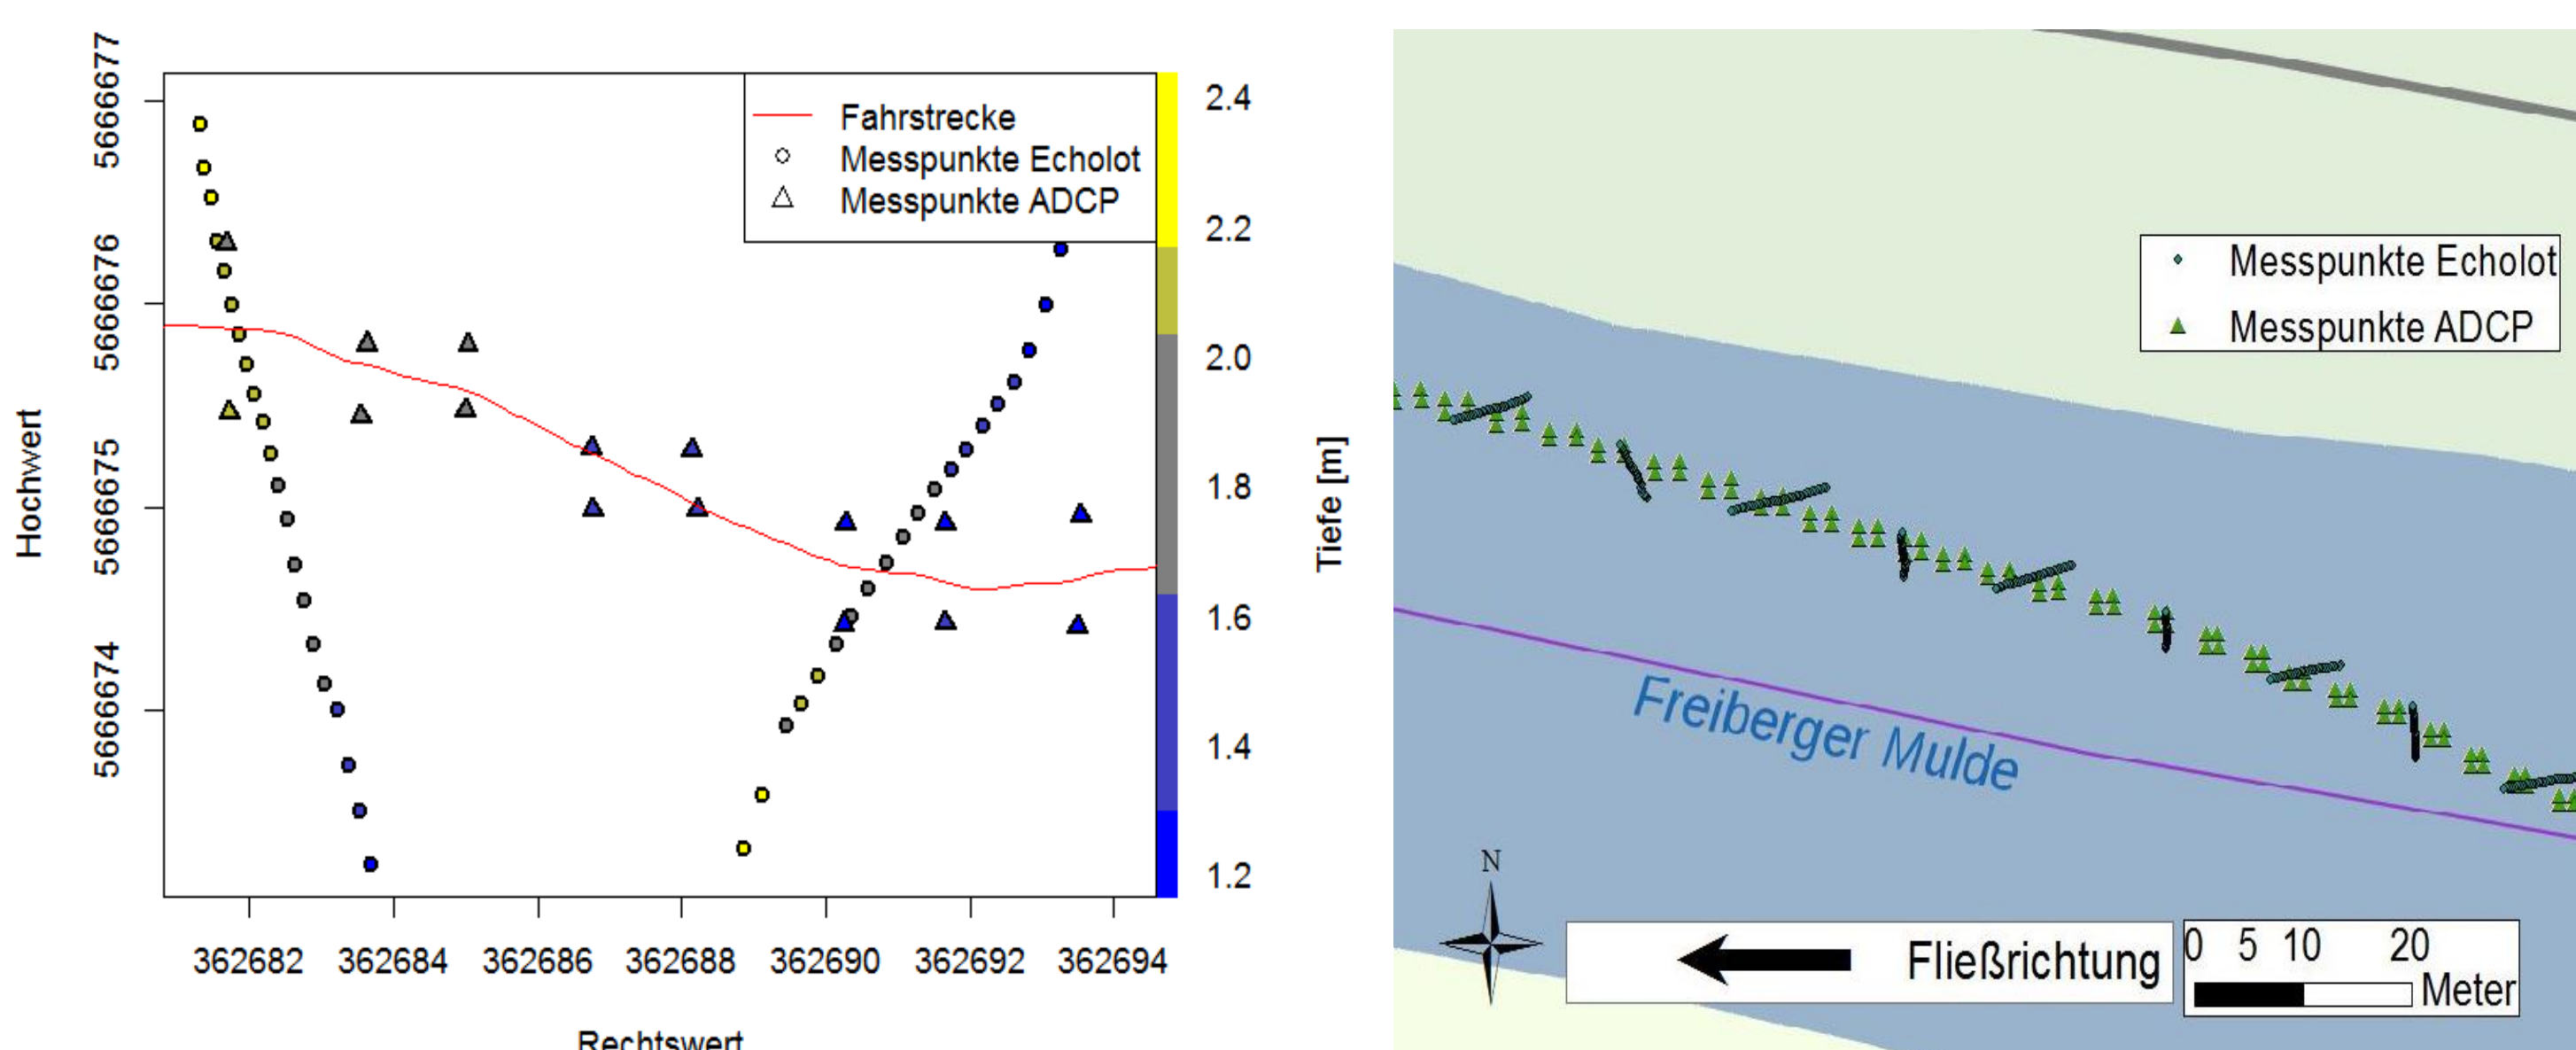 Hochwert
5666677
5666676
5666675
5666674
Fahrstrecke
Messpunkte Echolot
Messpunkte ADCP
2.4
2.2
2.0
1.8
1.6
1.4
1.2
Tiefe [m]
362682 362684 362686 362688 362690 362692 362694
Rechtswert
Messpunkte Echolot
Messpunkte ADCP
Freiberger Mulde
N
Fließrichtung
0 5 10 20
Meter